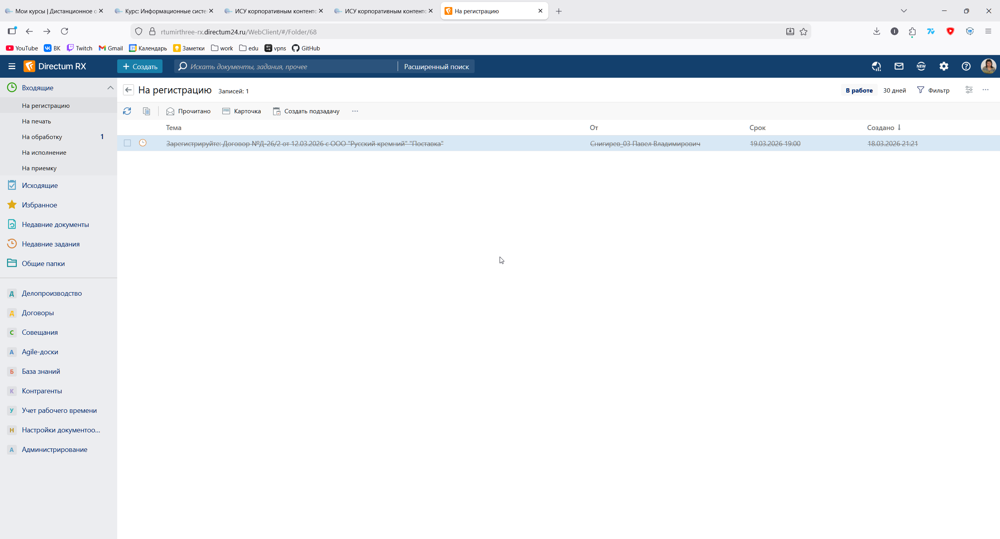 Мои курсы | Дистанционное о
Курс: Информационные систе
ИСУ корпоративным контенто
ИСУ корпоративным контенто
На регистрацию
rtumirthree-rx.directum24.ru/WebClient/#/Folder/68
YouTube
ВК
Twitch
Gmail
31 Календарь
Заметки
work
edu
vpns
GitHub
Directum RX
Создать
Искать документы, задания, прочее
Расширенный поиск
NEW
Входящие
На регистрацию
На печать
На обработку 1
На исполнение
На приемку
Исходящие
Избранное
Недавние документы
Недавние задания
Общие папки
Д Делопроизводство
Д Договоры
С Совещания
A Agile-доски
Б База знаний
К Контрагенты
У Учет рабочего времени
Н Настройки документоо...
А Администрирование
На регистрацию Записей: 1
В работе 30 дней Фильтр
Прочитано Карточка Создать подзадачу
Тема От Срок Создано
Зарегистрируйте: Договор №Д-26/2 от 12.03.2026 с ООО "Русский кремний" "Поставка" Снигирев_03 Павел Владимирович 19.03.2026 19:00 18.03.2026 21:21